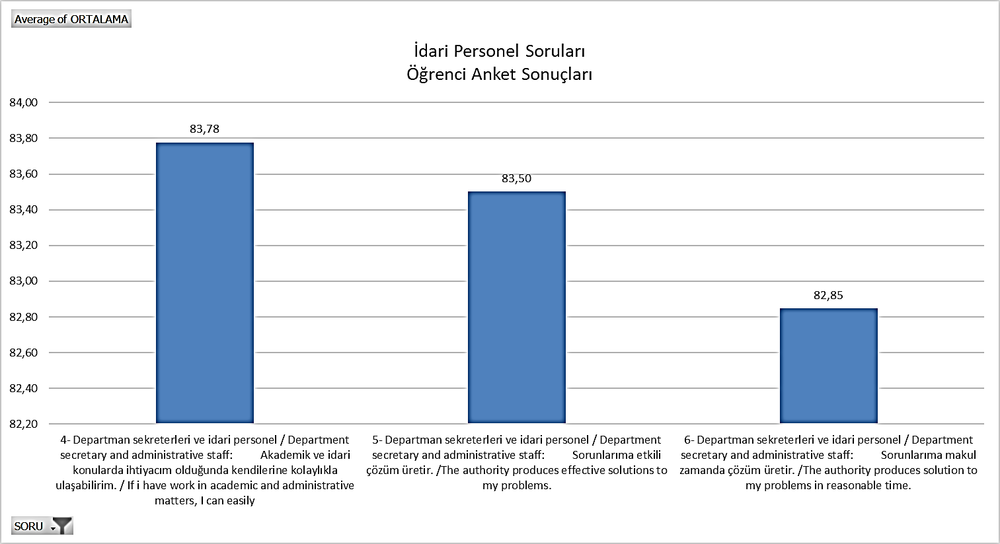 Average of ORTALAMA
İdari Personel Soruları
Öğrenci Anket Sonuçları
84,00
83,80
83,60
83,40
83,20
83,00
82,80
82,60
82,40
82,20
83,78
83,50
82,85
4- Departman sekreterleri ve idari personel / Department
secretary and administrative staff: Akademik ve idari
konularda ihtiyacım olduğunda kendilerine kolaylıkla
ulaşabilirim. / If i have work in academic and administrative
matters, I can easily
5- Departman sekreterleri ve idari personel / Department
secretary and administrative staff: Sorunlarıma etkili
çözüm üretir. /The authority produces effective solutions to
my problems.
6- Departman sekreterleri ve idari personel / Department
secretary and administrative staff: Sorunlarıma makul
zamanda çözüm üretir. /The authority produces solution to
my problems in reasonable time.
SORU